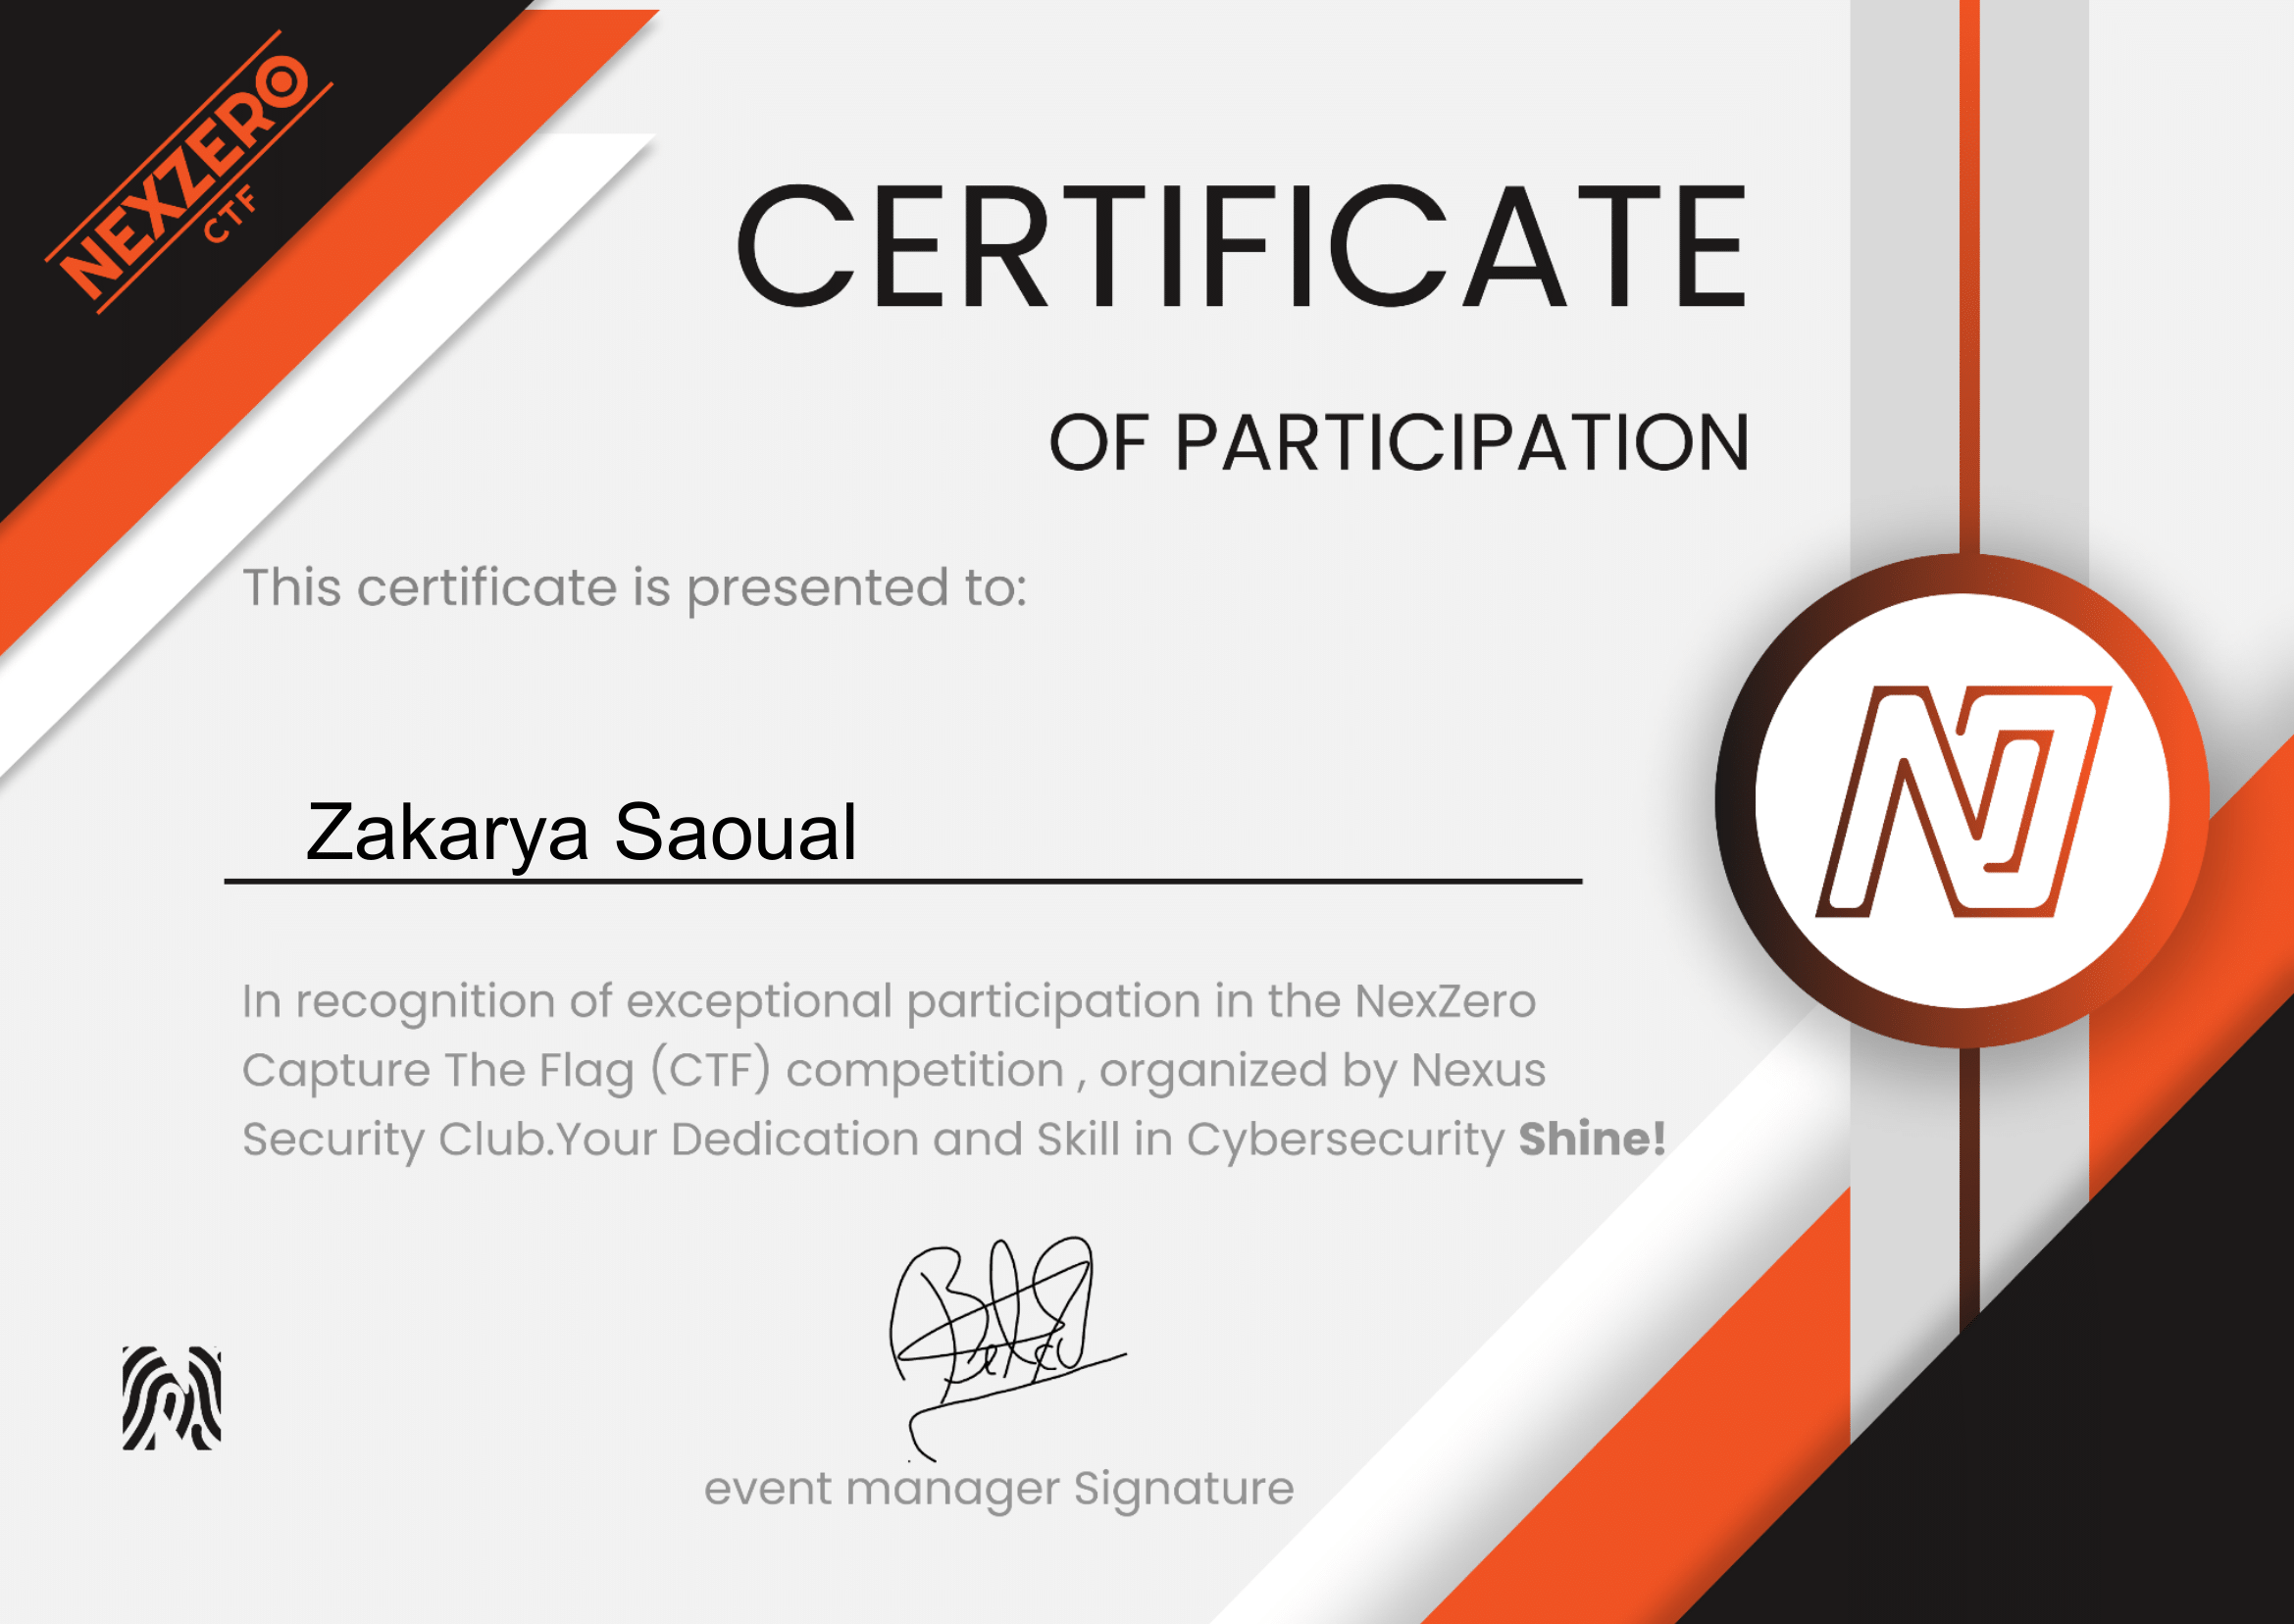 NEXZERO
CTF
CERTIFICATE
OF PARTICIPATION
This certificate is presented to:
Zakarya Saoual
In recognition of exceptional participation in the NexZero
Capture The Flag (CTF) competition , organized by Nexus
Security Club.Your Dedication and Skill in Cybersecurity Shine!
event manager Signature